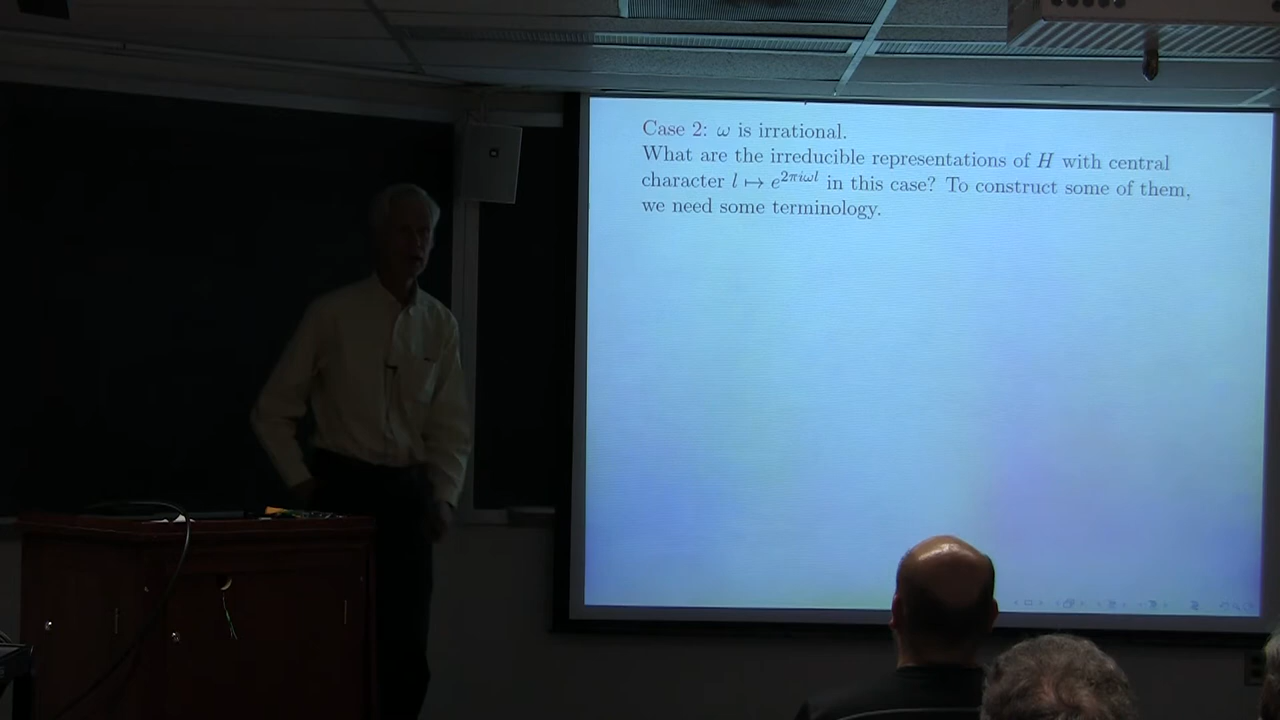 Case 2: ω is irrational.
What are the irreducible representations of H with central
character l ↦ e^{2πiωl} in this case? To construct some of them,
we need some terminology.